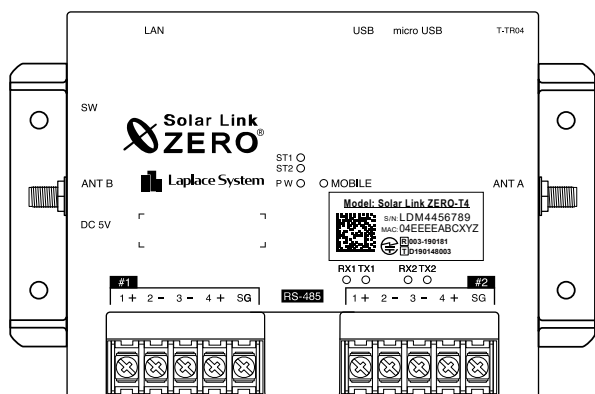 LAN
USB
micro USB
T-TR04
SW
Solar Link
ZERO®
ST1
ST2
ANT B
Laplace System
PW
MOBILE
ANT A
DC 5V
Model: Solar Link ZERO-T4
S/N: LDM4456789
MAC: 04EEEEABCXYZ
R 003-190181
T D190148003
RX1 TX1
RX2 TX2
#1
#2
1 + 2 − 3 − 4 + SG
RS-485
1 + 2 − 3 − 4 + SG